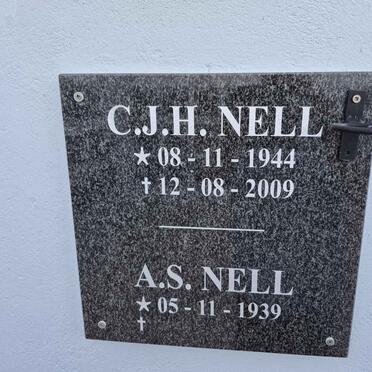 C.J.H. NELL
★ 08 - 11 - 1944
✝ 12 - 08 - 2009
A.S. NELL
★ 05 - 11 - 1939
✝